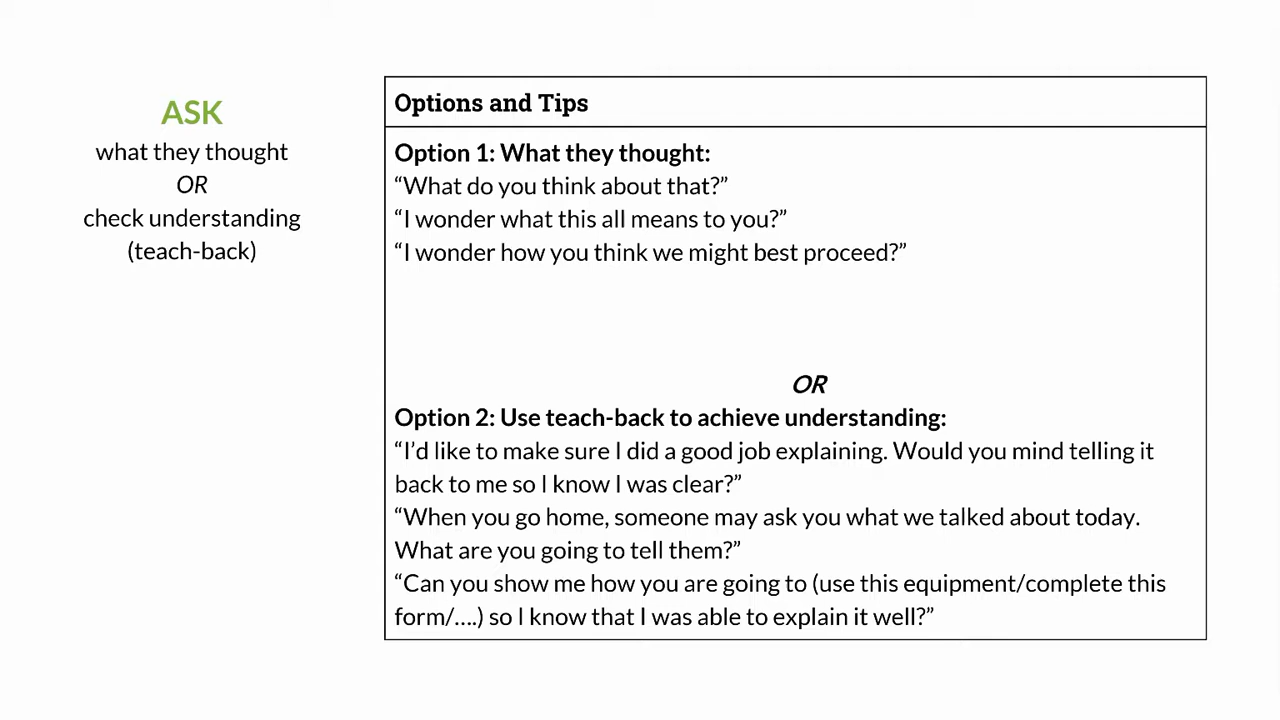 ASK
what they thought
OR
check understanding
(teach-back)
Options and Tips
Option 1: What they thought:
“What do you think about that?”
“I wonder what this all means to you?”
“I wonder how you think we might best proceed?”
OR
Option 2: Use teach-back to achieve understanding:
“I’d like to make sure I did a good job explaining. Would you mind telling it
back to me so I know I was clear?”
“When you go home, someone may ask you what we talked about today.
What are you going to tell them?”
“Can you show me how you are going to (use this equipment/complete this
form/....) so I know that I was able to explain it well?”